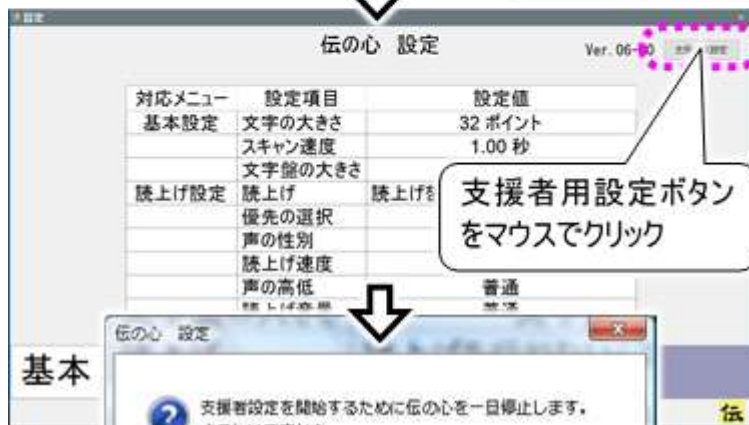 設定
伝の心 設定
Ver. 06-
対応メニュー 設定項目 設定値
基本設定 文字の大きさ 32 ポイント
スキャン速度 1.00 秒
文字盤の大きさ
読上げ設定 読上げ 読上げを
優先の選択
声の性別
読上げ速度
声の高低 普通
読上げ音量 普通
支援者用設定ボタン
をマウスでクリック
伝の心 設定
基本
支援者設定を開始するために伝の心を一旦停止します。
伝